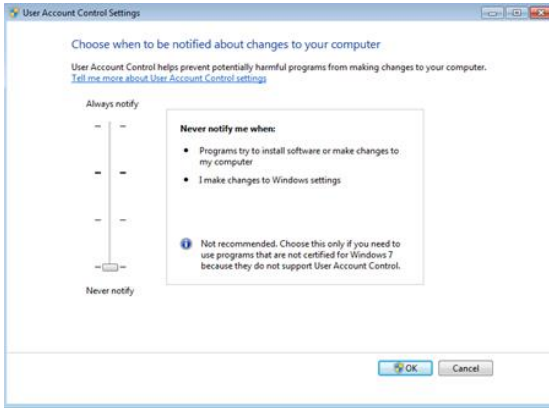 User Account Control Settings
Choose when to be notified about changes to your computer
User Account Control helps prevent potentially harmful programs from making changes to your computer.
Tell me more about User Account Control settings
Always notify
Never notify me when:
Programs try to install software or make changes to
my computer
I make changes to Windows settings
Not recommended. Choose this only if you need to
use programs that are not certified for Windows 7
because they do not support User Account Control.
Never notify
OK
Cancel